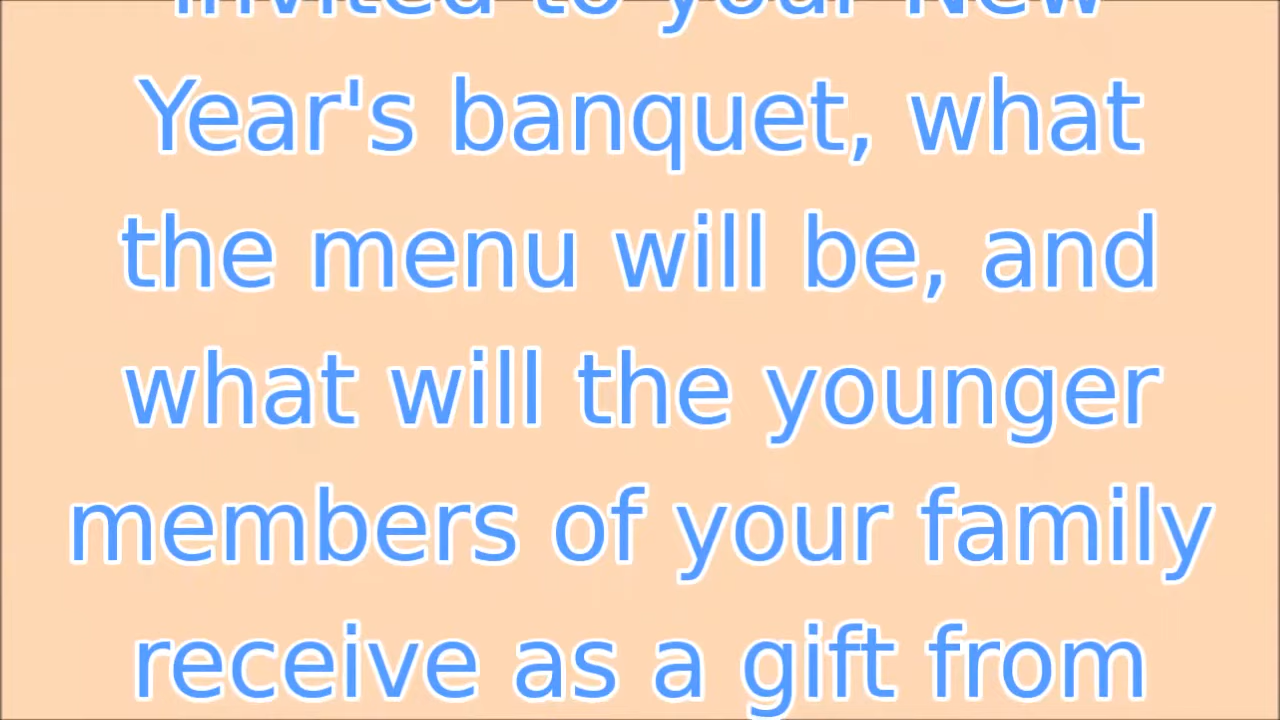 invited to your New
Year's banquet, what
the menu will be, and
what will the younger
members of your family
receive as a gift from